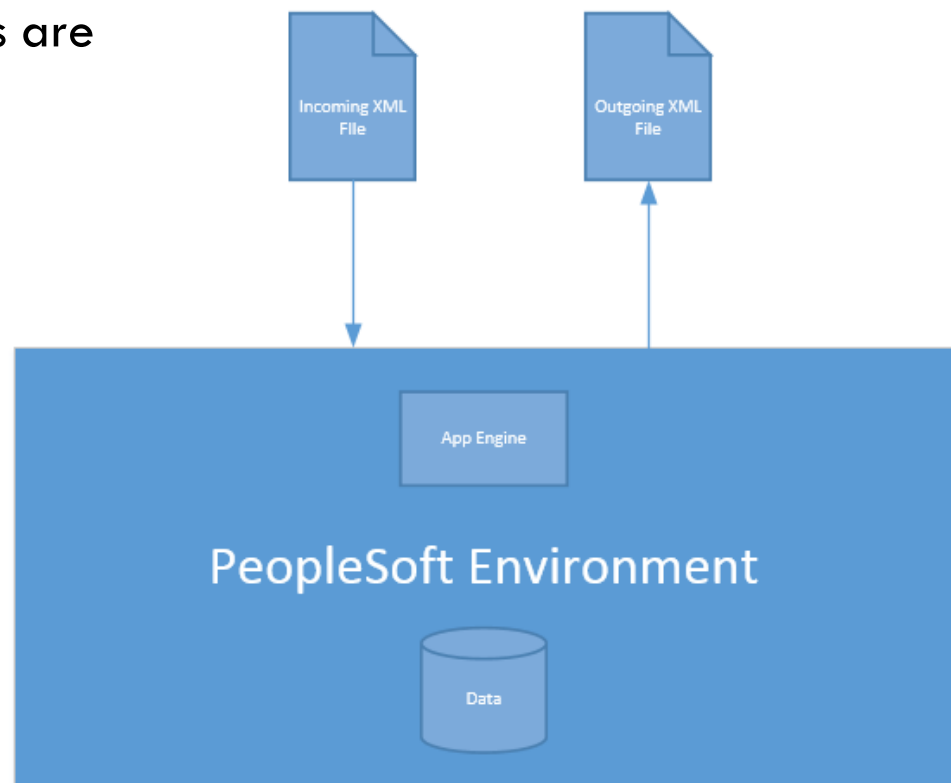 s are
Incoming XML
FIle
Outgoing XML
File
App Engine
PeopleSoft Environment
Data